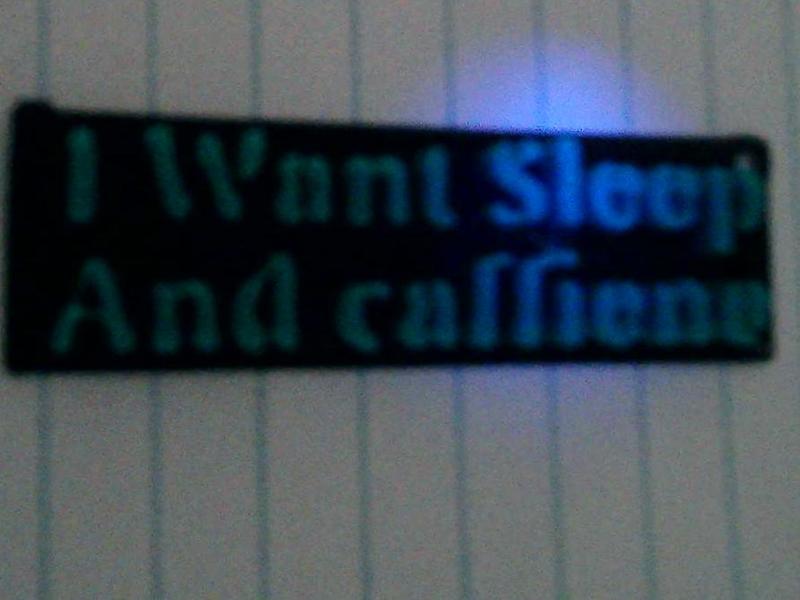 I Want Sleep
And caffiene